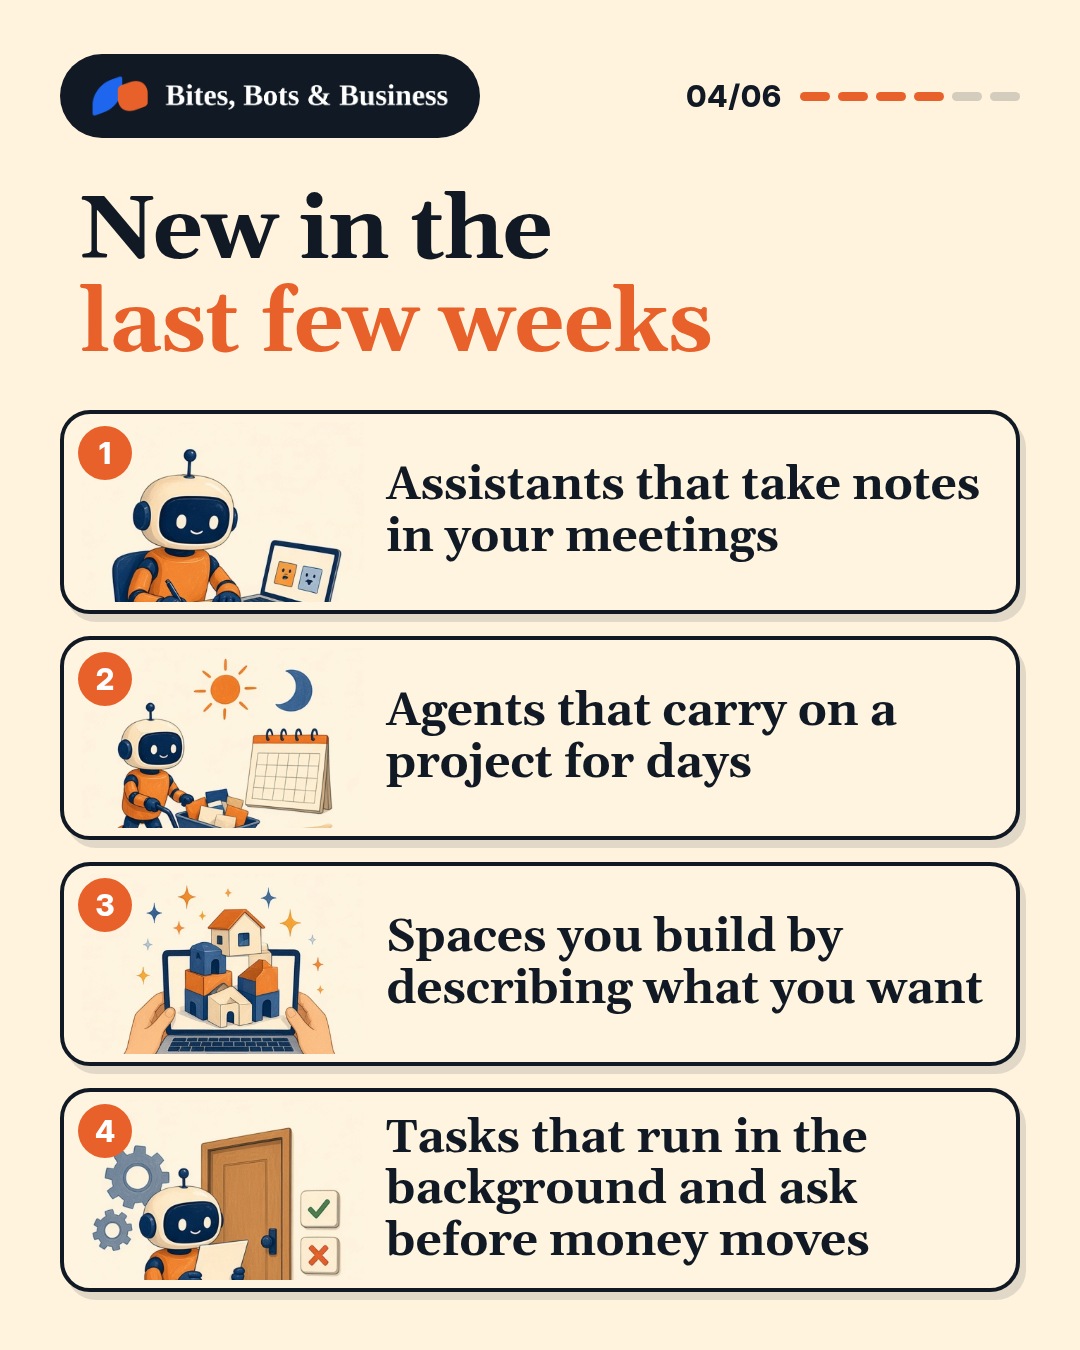 Bites, Bots & Business
04/06
New in the
last few weeks
1
Assistants that take notes
in your meetings
2
Agents that carry on a
project for days
3
Spaces you build by
describing what you want
4
Tasks that run in the
background and ask
before money moves